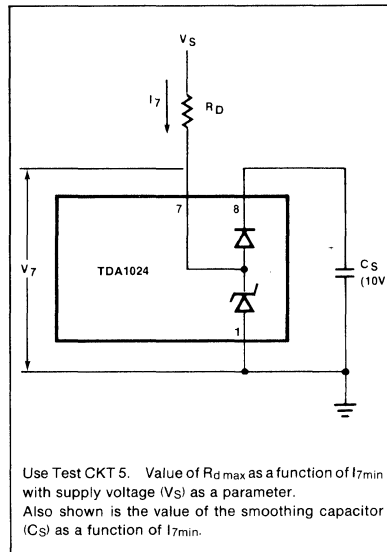 VS
I7
RD
7
8
V7
TDA1024
CS
(10V
1
Use Test CKT 5. Value of Rd max as a function of I7min
with supply voltage (VS) as a parameter.
Also shown is the value of the smoothing capacitor
(CS) as a function of I7min.